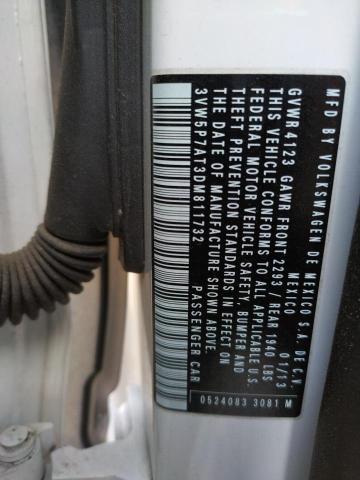 MFD BY VOLKSWAGEN DE MEXICO S.A. DE C.V
MEXICO 01/13
GVWR 4123 GAWR FRONT 2293 / REAR 1940 LBS
THIS VEHICLE CONFORMS TO ALL APPLICABLE U.S.
FEDERAL MOTOR VEHICLE SAFETY, BUMPER AND
THEFT PREVENTION STANDARDS IN EFFECT ON
THE DATE OF MANUFACTURE SHOWN ABOVE.
3VW5P7AT3DM811732 PASSENGER CAR
0524083 3081 M